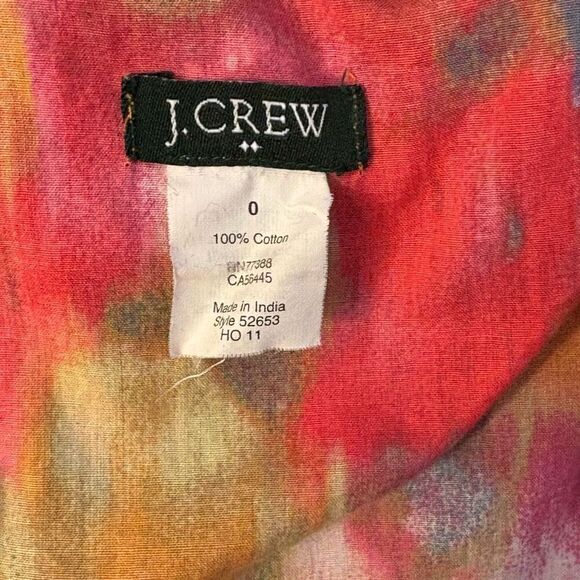 J.CREW
0
100% Cotton
RN77388
CA56445
Made in India
Style 52653
HO 11